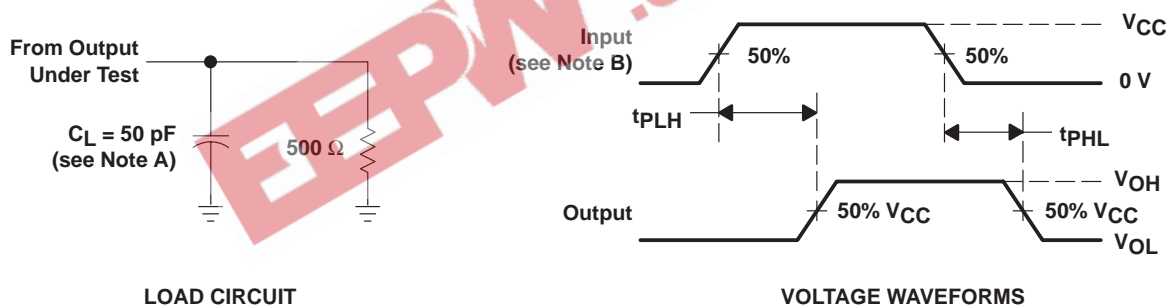 From Output
Under Test
CL = 50 pF
(see Note A)
500 Ω
LOAD CIRCUIT
EEPW.
Input
(see Note B)
50%
50%
VCC
0 V
tPLH
tPHL
Output
50% VCC
50% VCC
VOH
VOL
VOLTAGE WAVEFORMS